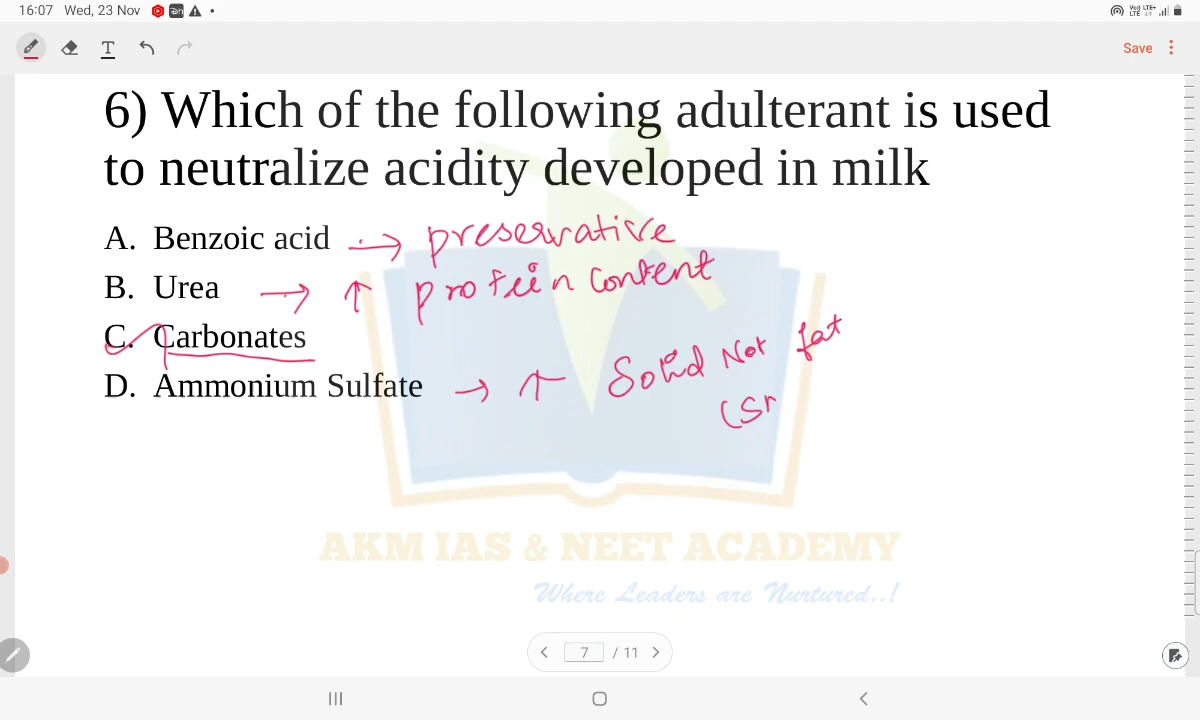 16:07 Wed, 23 Nov
Save
6) Which of the following adulterant is used
to neutralize acidity developed in milk
A. Benzoic acid → preservative
B. Urea → ↑ protein content
C. Carbonates
D. Ammonium Sulfate → ↑ Solid Not fat
(Sn
AKM IAS & NEET ACADEMY
Where Leaders are Nurtured..!
7 / 11